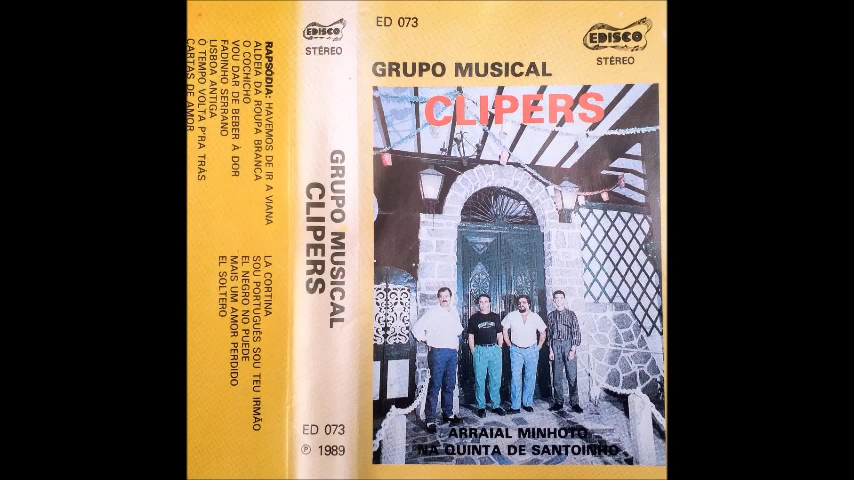 RAPSÓDIA: HAVEMOS DE IR A VIANA
ALDEIA DA ROUPA BRANCA
O COCHICHO
VOU DAR DE BEBER À DOR
FADINHO SERRANO
LISBOA ANTIGA
Ó TEMPO VOLTA P'RA TRÁS
CARTAS DE AMOR
LA CORTINA
SOU PORTUGUÊS SOU TEU IRMÃO
EL NEGRO NO PUEDE
MAIS UM AMOR PERDIDO
EL SOLTERO
EDISCO
STÉREO
GRUPO MUSICAL
CLIPERS
ED 073
℗ 1989
ED 073
EDISCO
STÉREO
GRUPO MUSICAL
CLIPERS
ARRAIAL MINHOTO
NA QUINTA DE SANTOINHO